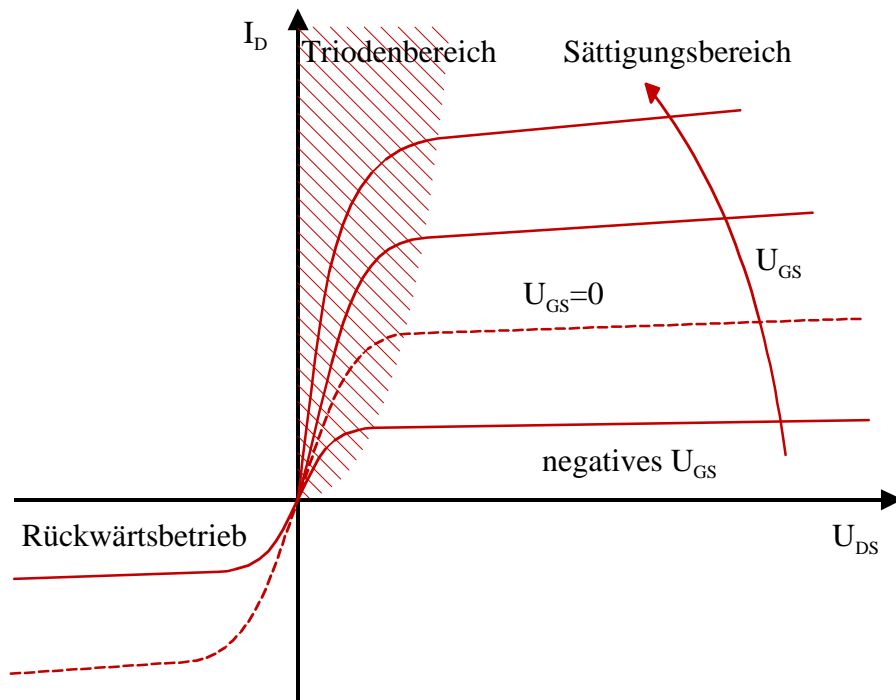 I_D
Triodenbereich
Sättigungsbereich
U_GS
U_GS=0
negatives U_GS
Rückwärtsbetrieb
U_DS